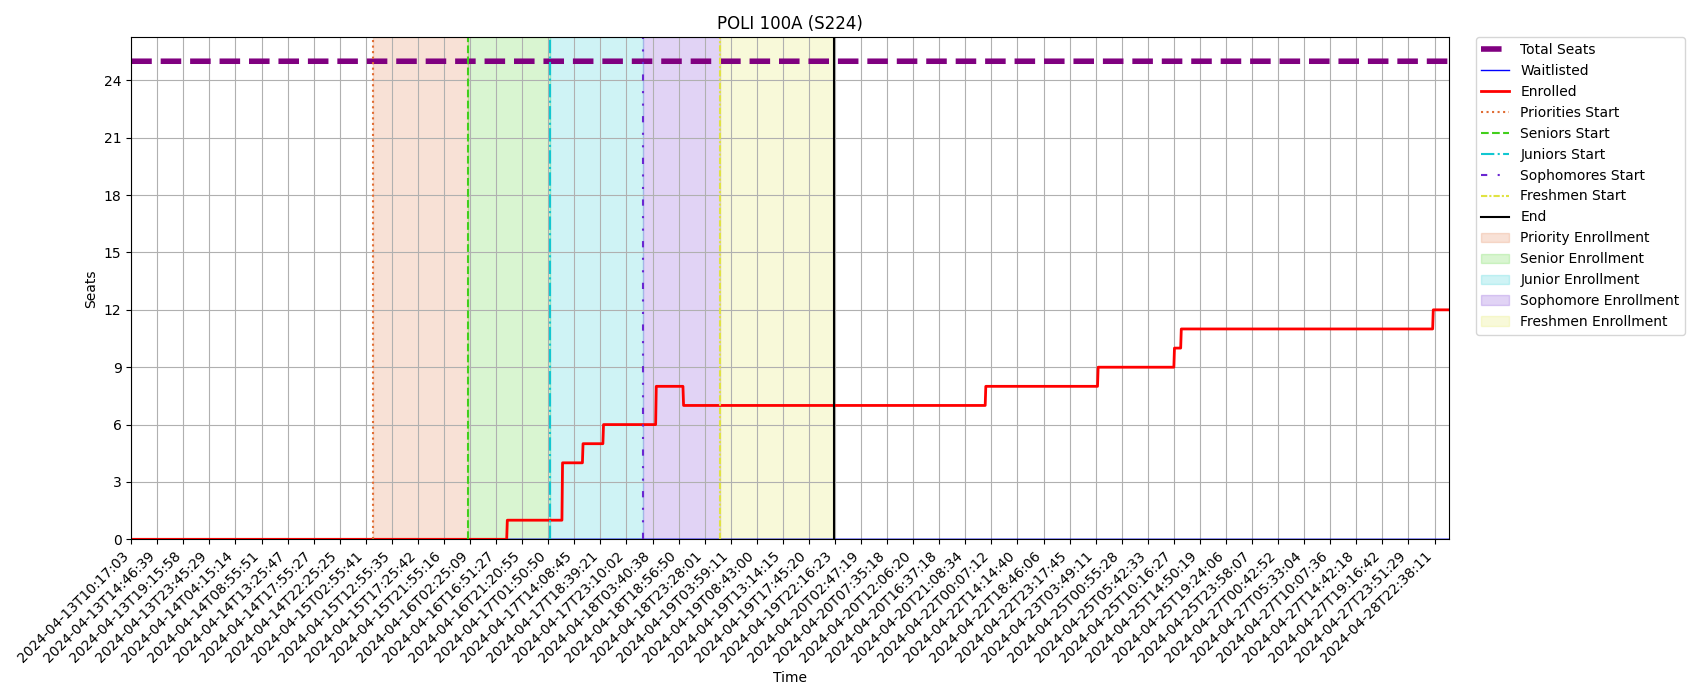 POLI 100A (S224)
Seats
24
21
18
15
12
9
6
3
0
2024-04-13T10:17:03
2024-04-13T14:46:39
2024-04-13T19:15:58
2024-04-13T23:45:29
2024-04-14T04:15:14
2024-04-14T08:55:51
2024-04-14T13:25:47
2024-04-14T17:55:27
2024-04-14T22:25:25
2024-04-15T02:55:41
2024-04-15T12:55:35
2024-04-15T17:25:42
2024-04-15T21:55:16
2024-04-16T02:25:09
2024-04-16T16:51:27
2024-04-16T21:20:55
2024-04-17T01:50:50
2024-04-17T14:08:45
2024-04-17T18:39:21
2024-04-17T23:10:02
2024-04-18T03:40:38
2024-04-18T18:56:50
2024-04-18T23:28:01
2024-04-19T03:59:11
2024-04-19T08:43:00
2024-04-19T13:14:15
2024-04-19T17:45:20
2024-04-19T22:16:23
2024-04-20T02:47:19
2024-04-20T07:35:18
2024-04-20T12:06:20
2024-04-20T16:37:18
2024-04-20T21:08:34
2024-04-22T00:07:12
2024-04-22T14:14:40
2024-04-22T18:46:06
2024-04-22T23:17:45
2024-04-23T03:49:11
2024-04-25T00:55:28
2024-04-25T05:42:33
2024-04-25T10:16:27
2024-04-25T14:50:19
2024-04-25T19:24:06
2024-04-25T23:58:07
2024-04-27T00:42:52
2024-04-27T05:33:04
2024-04-27T10:07:36
2024-04-27T14:42:18
2024-04-27T19:16:42
2024-04-27T23:51:29
2024-04-28T22:38:11
Time
Total Seats
Waitlisted
Enrolled
Priorities Start
Seniors Start
Juniors Start
Sophomores Start
Freshmen Start
End
Priority Enrollment
Senior Enrollment
Junior Enrollment
Sophomore Enrollment
Freshmen Enrollment